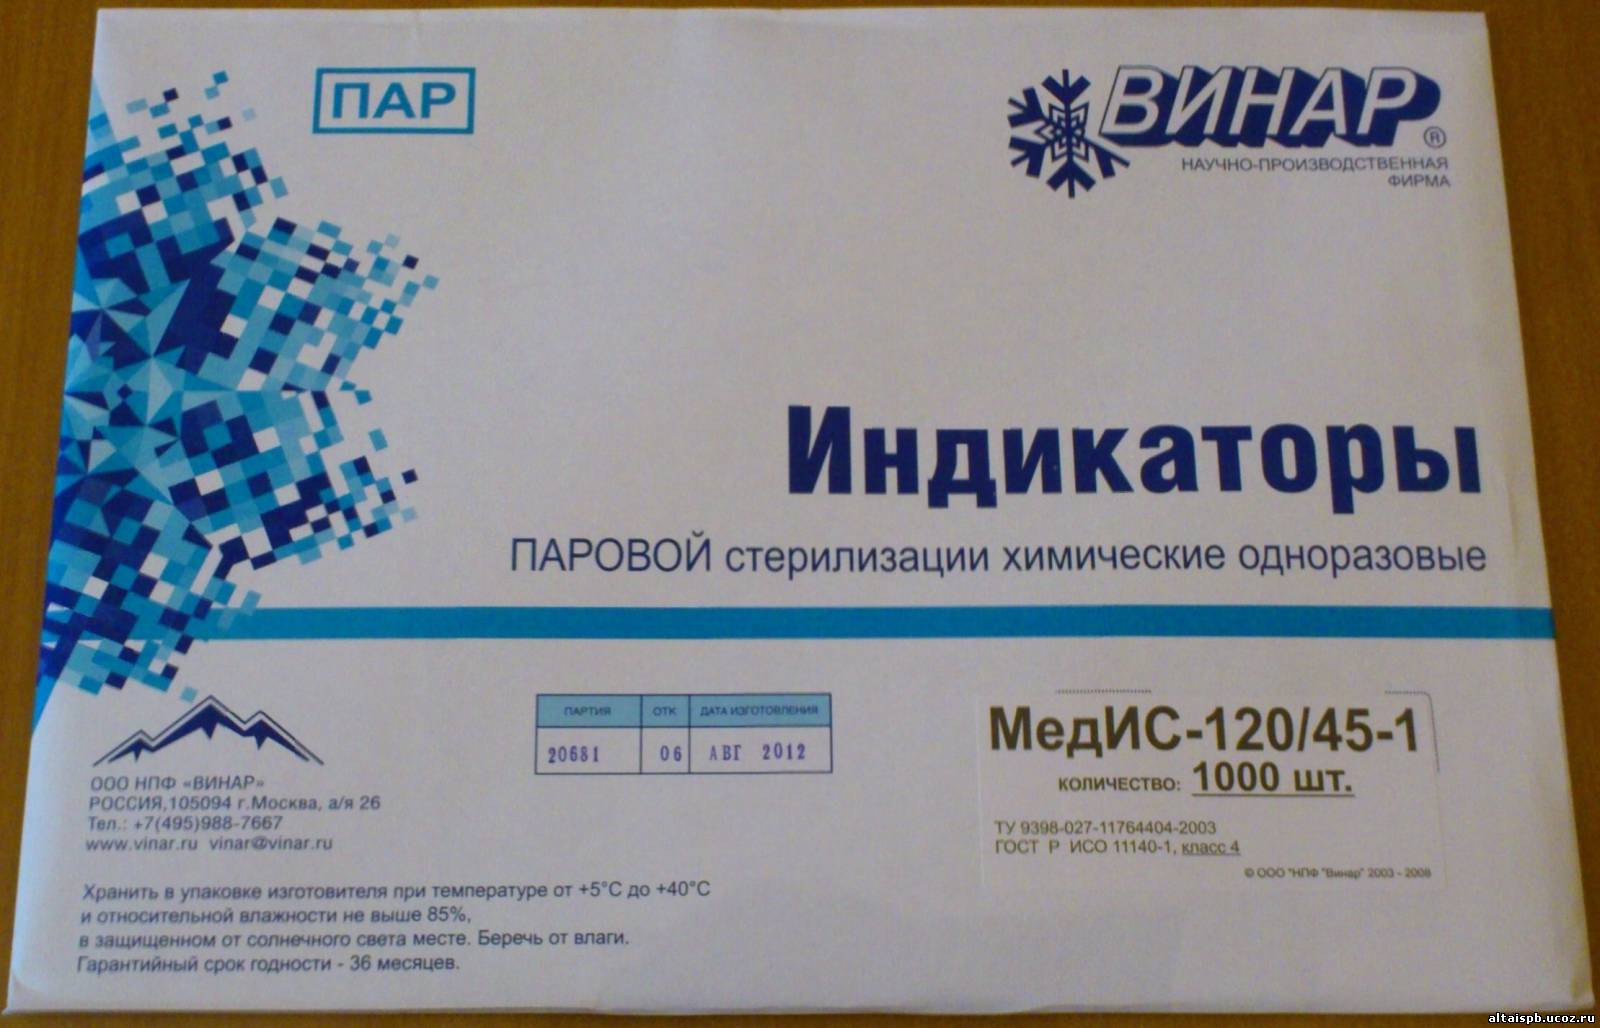 ПАР
ВИНАР®
НАУЧНО-ПРОИЗВОДСТВЕННАЯ
ФИРМА
Индикаторы
ПАРОВОЙ стерилизации химические одноразовые
ООО НПФ «ВИНАР»
РОССИЯ,105094 г.Москва, а/я 26
Тел.: +7(495)988-7667
www.vinar.ru vinar@vinar.ru
ПАРТИЯ ОТК ДАТА ИЗГОТОВЛЕНИЯ
20681 06 АВГ 2012
МедИС-120/45-1
КОЛИЧЕСТВО: 1000 шт.
ТУ 9398-027-11764404-2003
ГОСТ Р ИСО 11140-1, класс 4
© ООО "НПФ "Винар" 2003 - 2008
Хранить в упаковке изготовителя при температуре от +5°С до +40°С
и относительной влажности не выше 85%,
в защищенном от солнечного света месте. Беречь от влаги.
Гарантийный срок годности - 36 месяцев.
altaispb.ucoz.ru